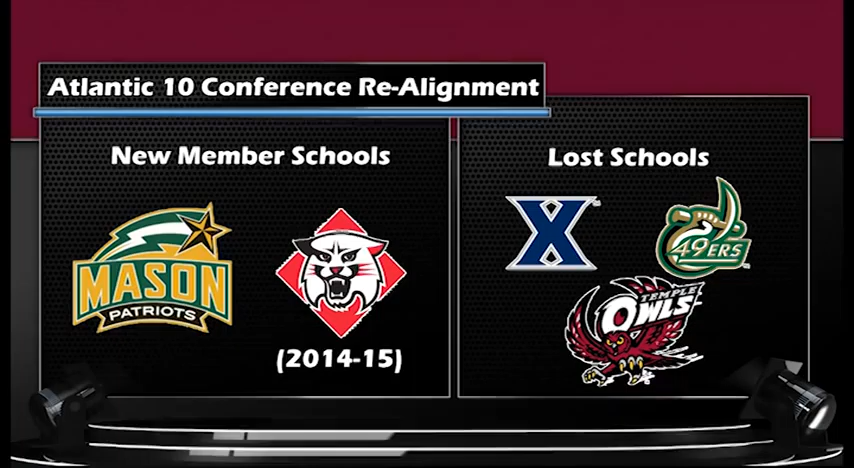 Atlantic 10 Conference Re-Alignment
New Member Schools
MASON
PATRIOTS
(2014-15)
Lost Schools
X
49ERS
TEMPLE
OWLS